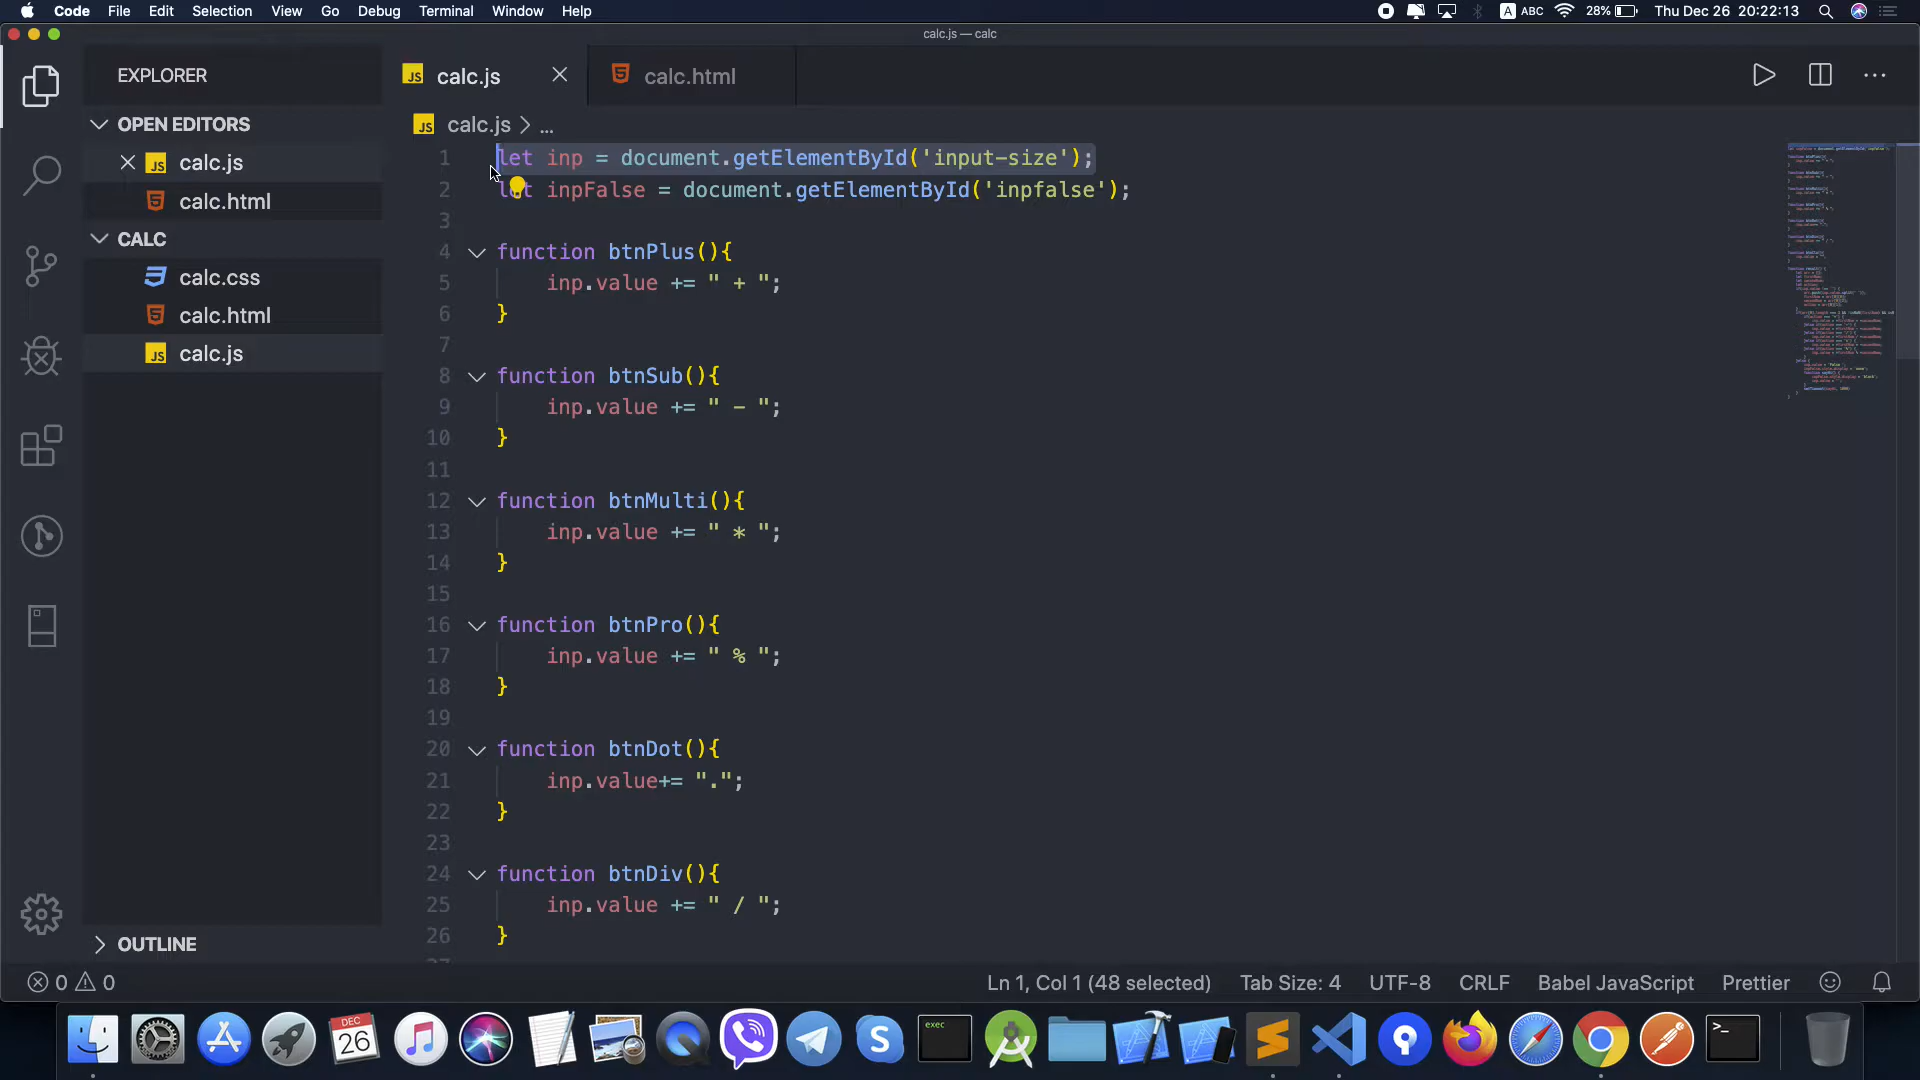 Code File Edit Selection View Go Debug Terminal Window Help
A ABC 28% Thu Dec 26 20:22:13
calc.js — calc
EXPLORER
OPEN EDITORS
calc.js
calc.html
CALC
calc.css
calc.html
calc.js
OUTLINE
calc.js
calc.html
calc.js > ...
1 let inp = document.getElementById('input-size');
2 let inpFalse = document.getElementById('inpfalse');
3
4 function btnPlus(){
5 inp.value += " + ";
6 }
7
8 function btnSub(){
9 inp.value += " - ";
10 }
11
12 function btnMulti(){
13 inp.value += " * ";
14 }
15
16 function btnPro(){
17 inp.value += " % ";
18 }
19
20 function btnDot(){
21 inp.value+= ".";
22 }
23
24 function btnDiv(){
25 inp.value += " / ";
26 }
0 0
Ln 1, Col 1 (48 selected) Tab Size: 4 UTF-8 CRLF Babel JavaScript Prettier
DEC
26
exec